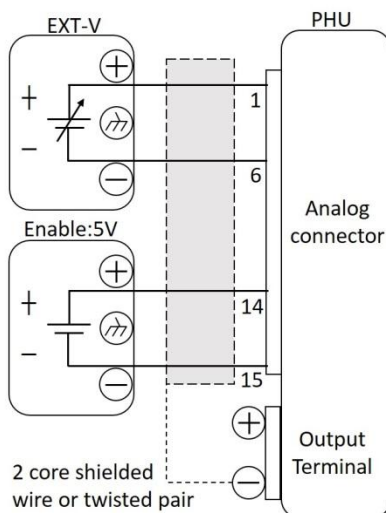 EXT-V
PHU
+
−
+
−
1
6
Analog
connector
Enable:5V
+
−
+
−
14
15
+
−
Output
Terminal
2 core shielded
wire or twisted pair